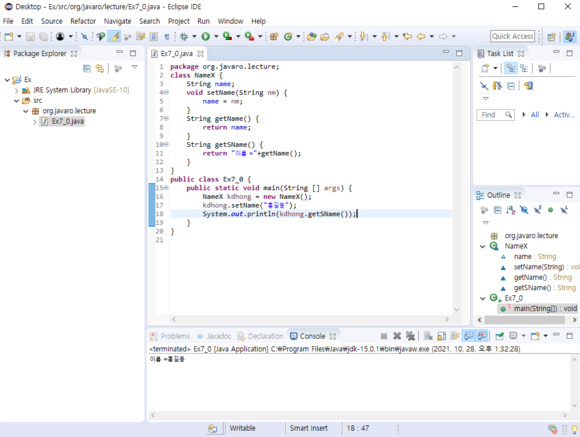 Desktop - Ex/src/org/javaro/lecture/Ex7_0.java - Eclipse IDE
File Edit Source Refactor Navigate Search Project Run Window Help
Quick Access
Package Explorer
Ex
JRE System Library [JavaSE-10]
src
org.javaro.lecture
Ex7_0.java
Ex7_0.java
1 package org.javaro.lecture;
2 class NameX {
3 String name;
4 void setName(String nm) {
5 name = nm;
6 }
7 String getName() {
8 return name;
9 }
10 String getSName() {
11 return "이름 ="+getName();
12 }
13 }
14 public class Ex7_0 {
15 public static void main(String [] args) {
16 NameX kdhong = new NameX();
17 kdhong.setName("홍길동");
18 System.out.println(kdhong.getSName());
19 }
20 }
21
Task List
Find All Activ...
Outline
org.javaro.lecture
NameX
name : String
setName(String) : voi
getName() : String
getSName() : String
Ex7_0
main(String[]) : void
Problems Javadoc Declaration Console
<terminated> Ex7_0 [Java Application] C:₩Program Files₩Java₩jdk-15.0.1₩bin₩javaw.exe (2021. 10. 28. 오후 1:32:28)
이름 =홍길동
Writable Smart Insert 18 : 47